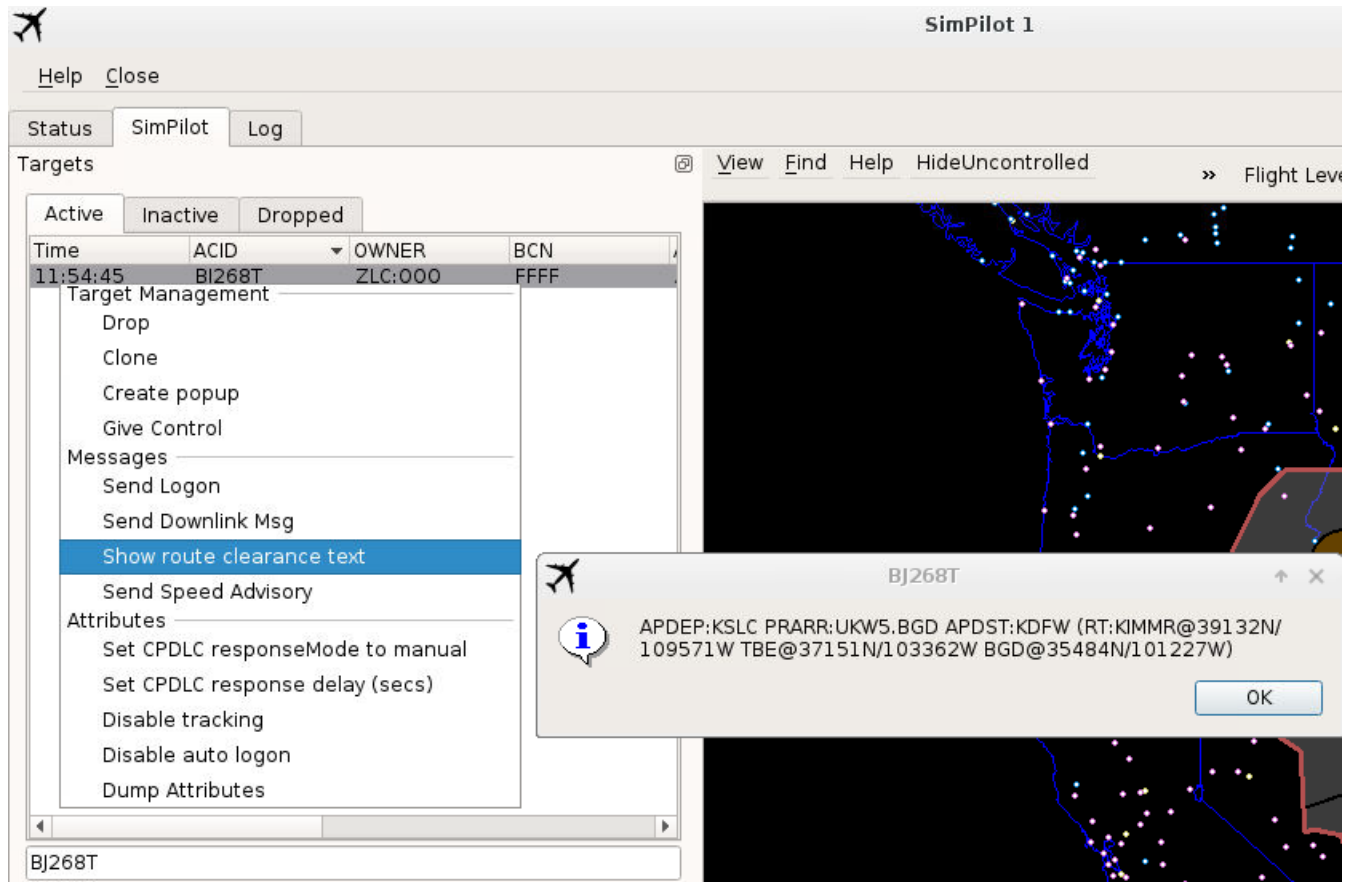 SimPilot 1
Help Close
Status SimPilot Log
Targets
View Find Help HideUncontrolled » Flight Leve
Active Inactive Dropped
Time ACID OWNER BCN
11:54:45 BJ268T ZLC:OOO FFFF
Target Management
Drop
Clone
Create popup
Give Control
Messages
Send Logon
Send Downlink Msg
Show route clearance text
Send Speed Advisory
Attributes
Set CPDLC responseMode to manual
Set CPDLC response delay (secs)
Disable tracking
Disable auto logon
Dump Attributes
BJ268T
APDEP:KSLC PRARR:UKW5.BGD APDST:KDFW (RT:KIMMR@39132N/
109571W TBE@37151N/103362W BGD@35484N/101227W)
OK
BJ268T